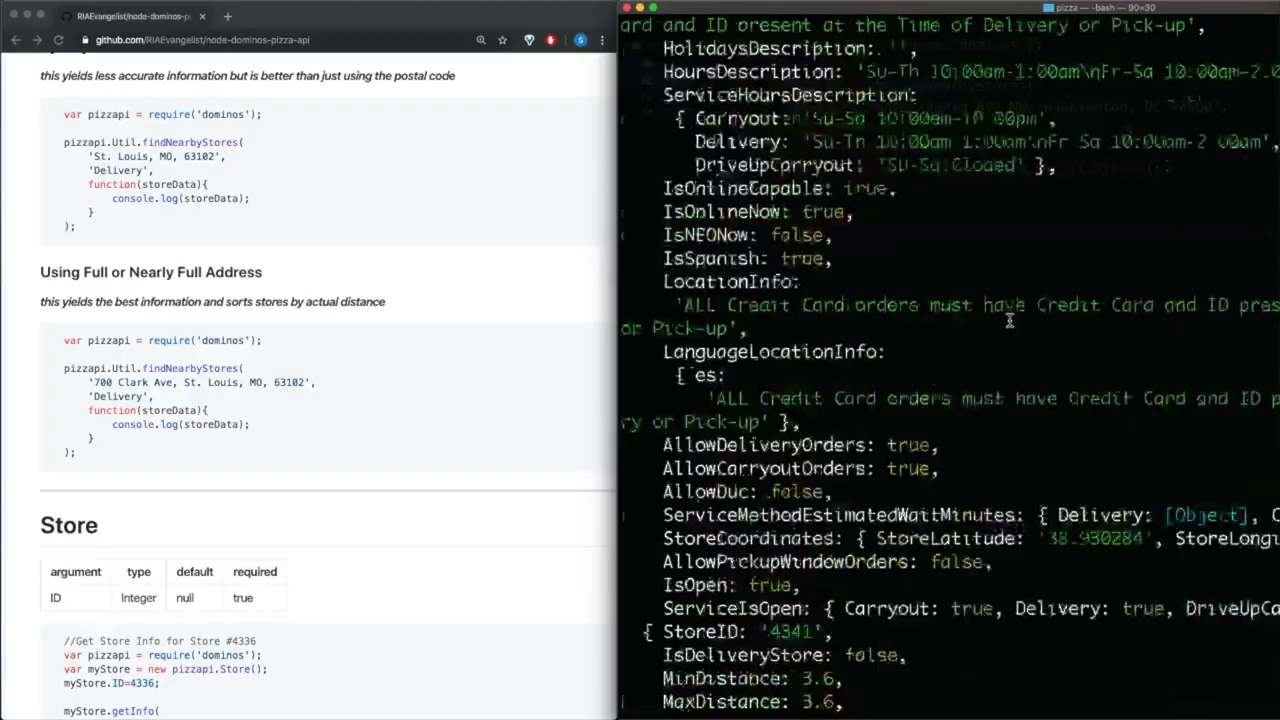 RIAEvangelist/node-dominos-p
github.com/RIAEvangelist/node-dominos-pizza-api
S
this yields less accurate information but is better than just using the postal code
var pizzapi = require('dominos');
pizzapi.Util.findNearbyStores(
'St. Louis, MO, 63102',
'Delivery',
function(storeData){
console.log(storeData);
}
);
Using Full or Nearly Full Address
this yields the best information and sorts stores by actual distance
var pizzapi = require('dominos');
pizzapi.Util.findNearbyStores(
'700 Clark Ave, St. Louis, MO, 63102',
'Delivery',
function(storeData){
console.log(storeData);
}
);
Store
argument type default required
ID Integer null true
//Get Store Info for Store #4336
var pizzapi = require('dominos');
var myStore = new pizzapi.Store();
myStore.ID=4336;
myStore.getInfo(
pizza — -bash — 90×30
ard and ID present at the Time of Delivery or Pick-up',
HolidaysDescription: '',
HoursDescription: 'Su-Th 10:00am-1:00am\nFr-Sa 10:00am-2:0
ServiceHoursDescription:
{ Carryout: 'Su-Sa 10:00am-10:00pm',
Delivery: 'Su-Th 10:00am-1:00am\nFr-Sa 10:00am-2:00am',
DriveUpCarryout: 'Su-Sa:Closed' },
IsOnlineCapable: true,
IsOnlineNow: true,
IsNEONow: false,
IsSpanish: true,
LocationInfo:
'ALL Credit Card orders must have Credit Card and ID pres
or Pick-up',
LanguageLocationInfo:
{ es:
'ALL Credit Card orders must have Credit Card and ID p
ry or Pick-up' },
AllowDeliveryOrders: true,
AllowCarryoutOrders: true,
AllowDuc: false,
ServiceMethodEstimatedWaitMinutes: { Delivery: [Object], C
StoreCoordinates: { StoreLatitude: '38.930284', StoreLongi
AllowPickupWindowOrders: false,
IsOpen: true,
ServiceIsOpen: { Carryout: true, Delivery: true, DriveUpCa
{ StoreID: '4341',
IsDeliveryStore: false,
MinDistance: 3.6,
MaxDistance: 3.6,